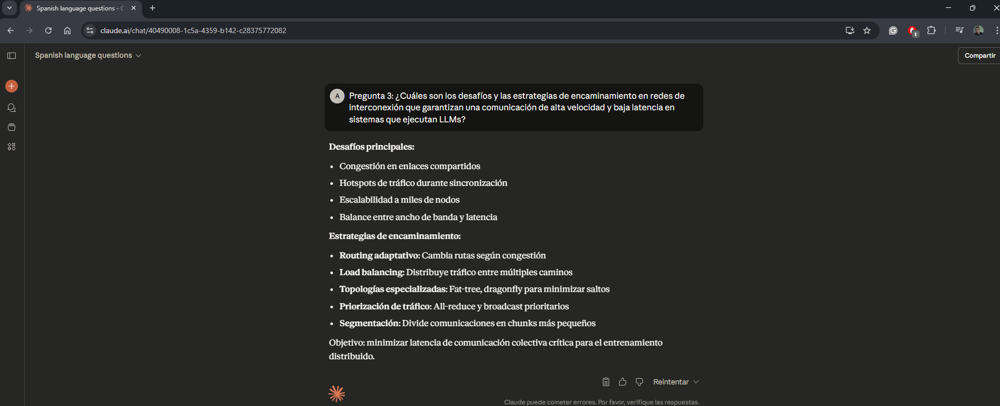 Spanish language questions - C
claude.ai/chat/40490008-1c5a-4359-b142-c28375772082
1
Spanish language questions
Compartir
A
Pregunta 3: ¿Cuáles son los desafíos y las estrategias de encaminamiento en redes de
interconexión que garantizan una comunicación de alta velocidad y baja latencia en
sistemas que ejecutan LLMs?
Desafíos principales:
• Congestión en enlaces compartidos
• Hotspots de tráfico durante sincronización
• Escalabilidad a miles de nodos
• Balance entre ancho de banda y latencia
Estrategias de encaminamiento:
• Routing adaptativo: Cambia rutas según congestión
• Load balancing: Distribuye tráfico entre múltiples caminos
• Topologías especializadas: Fat-tree, dragonfly para minimizar saltos
• Priorización de tráfico: All-reduce y broadcast prioritarios
• Segmentación: Divide comunicaciones en chunks más pequeños
Objetivo: minimizar latencia de comunicación colectiva crítica para el entrenamiento
distribuido.
Reintentar
Claude puede cometer errores. Por favor, verifique las respuestas.